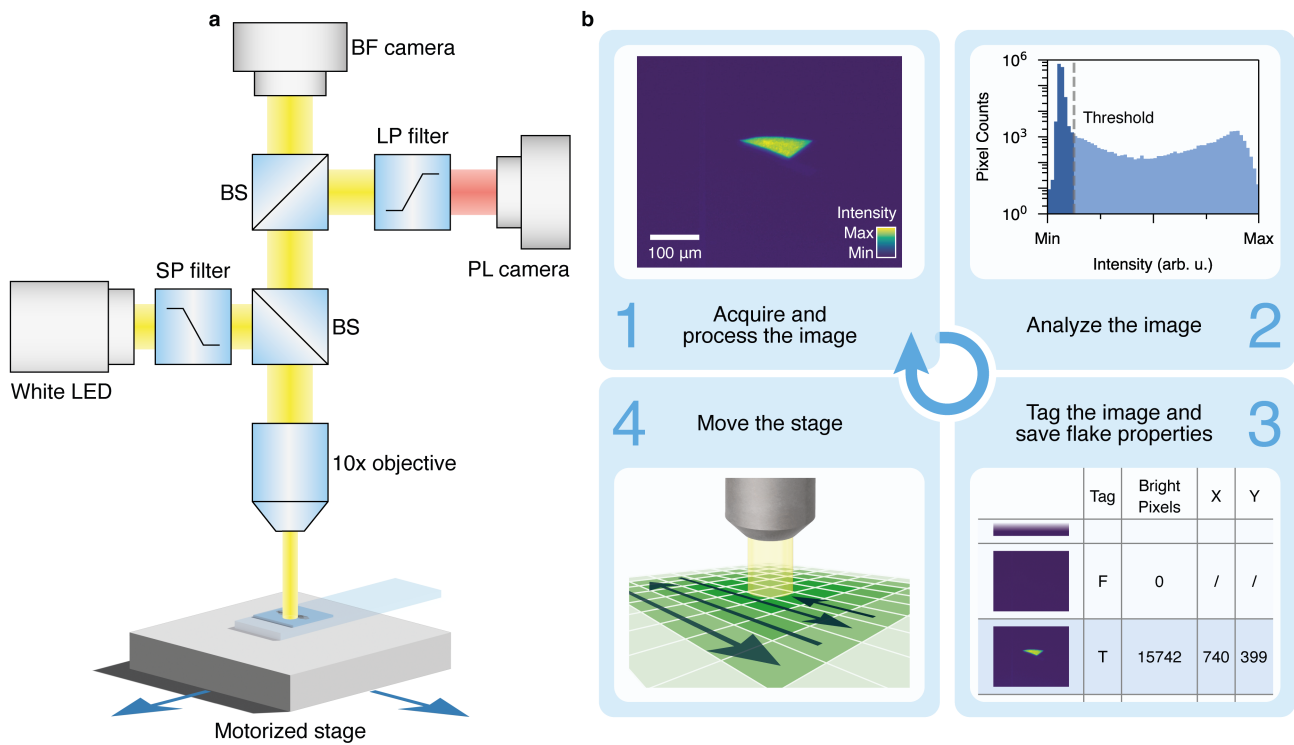 a
BF camera
LP filter
BS
PL camera
SP filter
BS
White LED
10x objective
Motorized stage
b
Intensity
Max
Min
100 μm
1
Acquire and
process the image
10⁶
10³
10⁰
Pixel Counts
Threshold
Min
Max
Intensity (arb. u.)
Analyze the image
2
4
Move the stage
Tag the image and
save flake properties
3
Tag Bright Pixels X Y
F 0 / /
T 15742 740 399